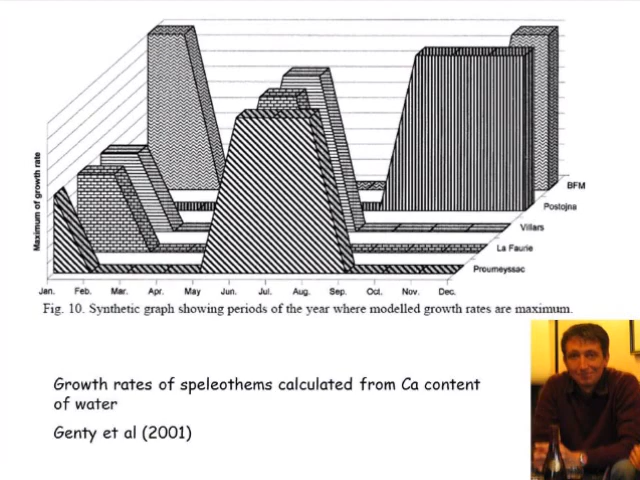 Maximum of growth rate
BFM
Postojna
Villars
La Faurie
Proumeyssac
Jan. Feb. Mar. Apr. May Jun. Jul. Aug. Sep. Oct. Nov. Dec.
Fig. 10. Synthetic graph showing periods of the year where modelled growth rates are maximum.
Growth rates of speleothems calculated from Ca content
of water
Genty et al (2001)